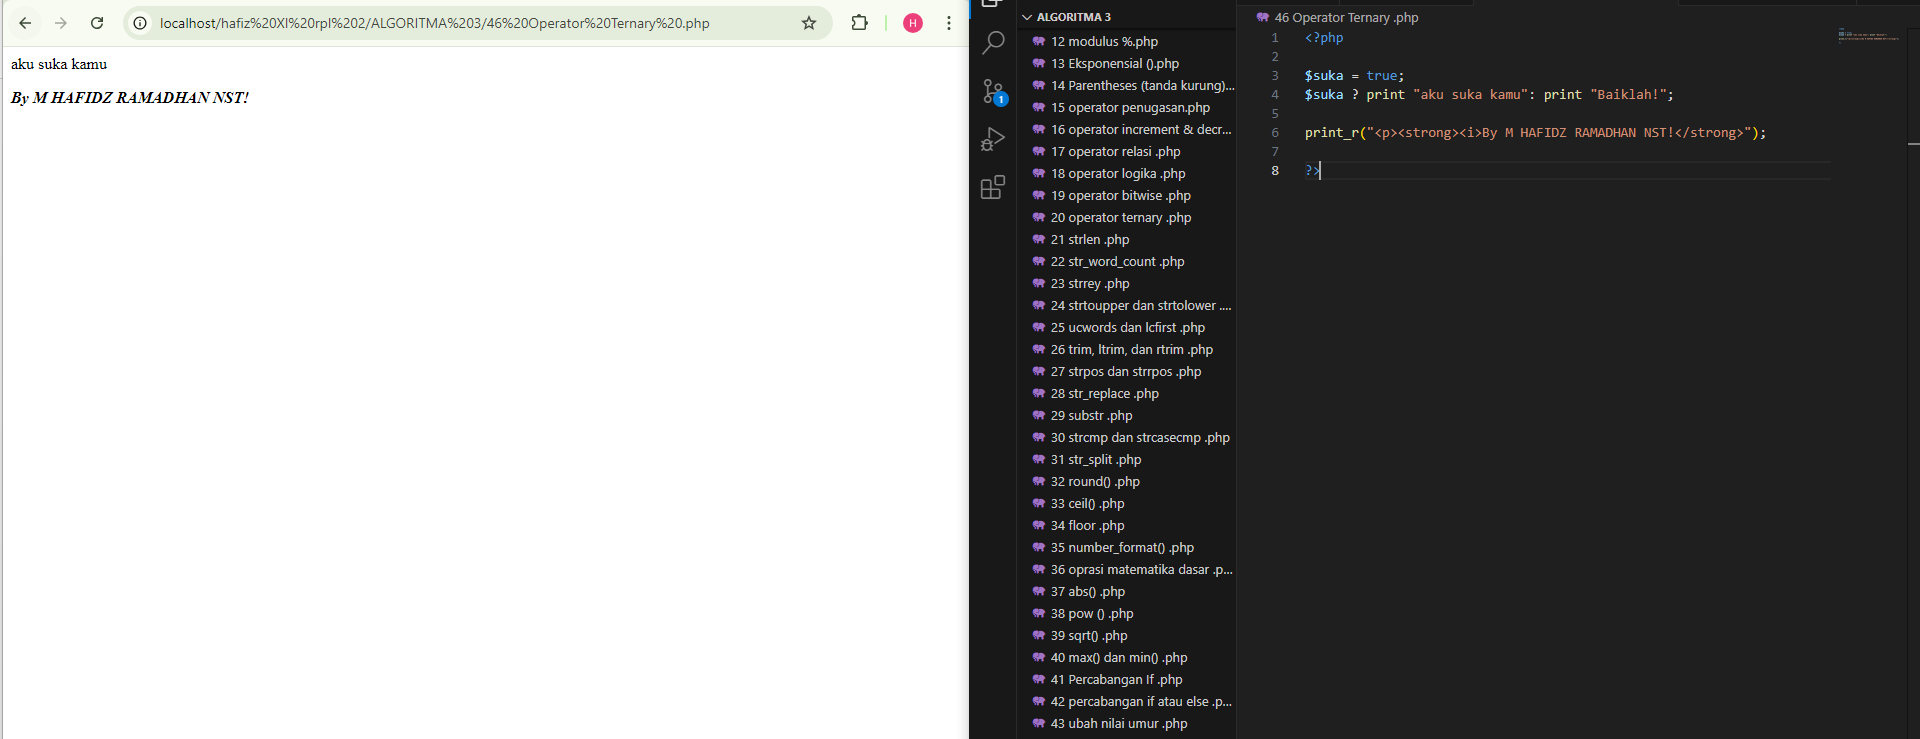 localhost/hafiz%20XI%20rpl%202/ALGORITMA%203/46%20Operator%20Ternary%20.php
H
aku suka kamu
By M HAFIDZ RAMADHAN NST!
1
ALGORITMA 3
12 modulus %.php
13 Eksponensial ().php
14 Parentheses (tanda kurung)...
15 operator penugasan.php
16 operator increment & decr...
17 operator relasi .php
18 operator logika .php
19 operator bitwise .php
20 operator ternary .php
21 strlen .php
22 str_word_count .php
23 strrey .php
24 strtoupper dan strtolower ....
25 ucwords dan lcfirst .php
26 trim, ltrim, dan rtrim .php
27 strpos dan strrpos .php
28 str_replace .php
29 substr .php
30 strcmp dan strcasecmp .php
31 str_split .php
32 round() .php
33 ceil() .php
34 floor .php
35 number_format() .php
36 oprasi matematika dasar .p...
37 abs() .php
38 pow () .php
39 sqrt() .php
40 max() dan min() .php
41 Percabangan If .php
42 percabangan if atau else .p...
43 ubah nilai umur .php
46 Operator Ternary .php
1 <?php
2
3 $suka = true;
4 $suka ? print "aku suka kamu": print "Baiklah!";
5
6 print_r("<p><strong><i>By M HAFIDZ RAMADHAN NST!</strong>");
7
8 ?>